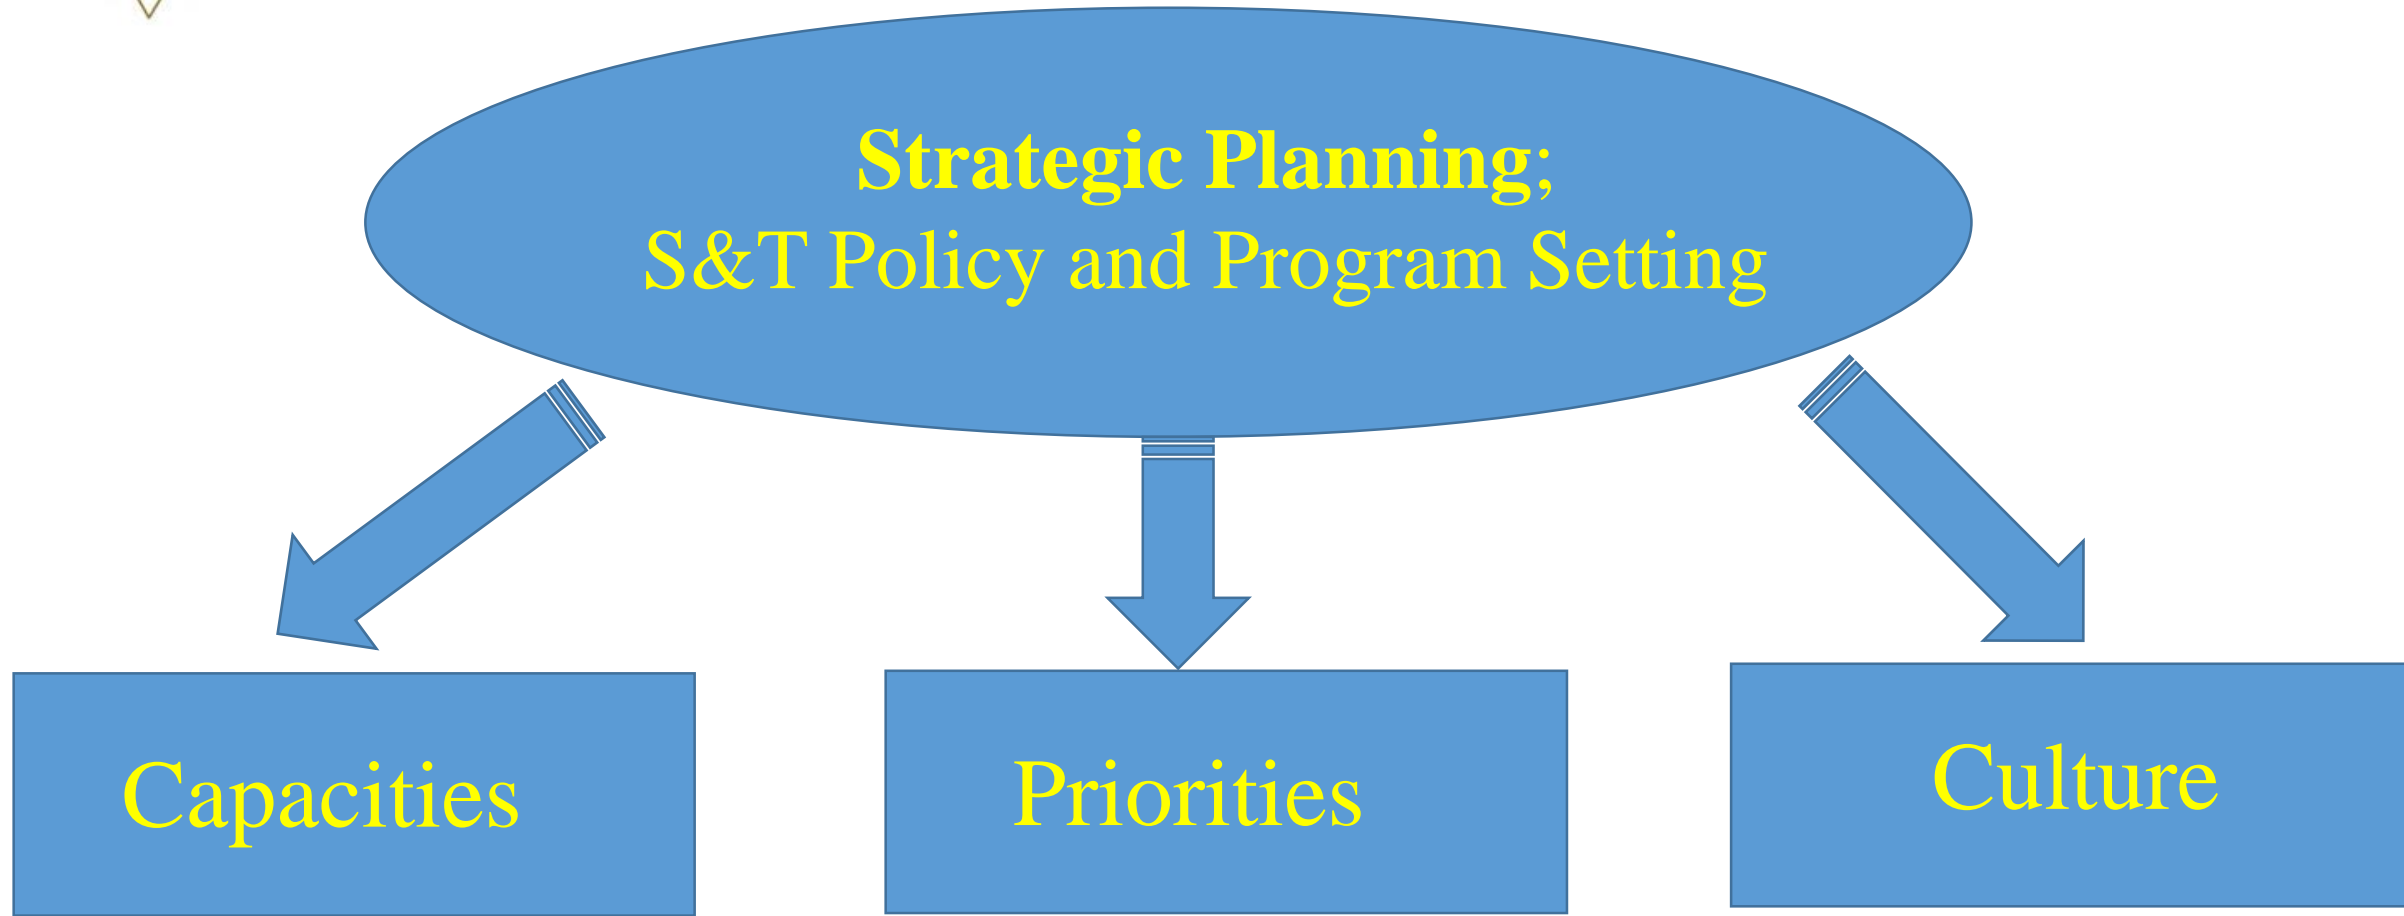 Strategic Planning;
S&T Policy and Program Setting
Capacities
Priorities
Culture